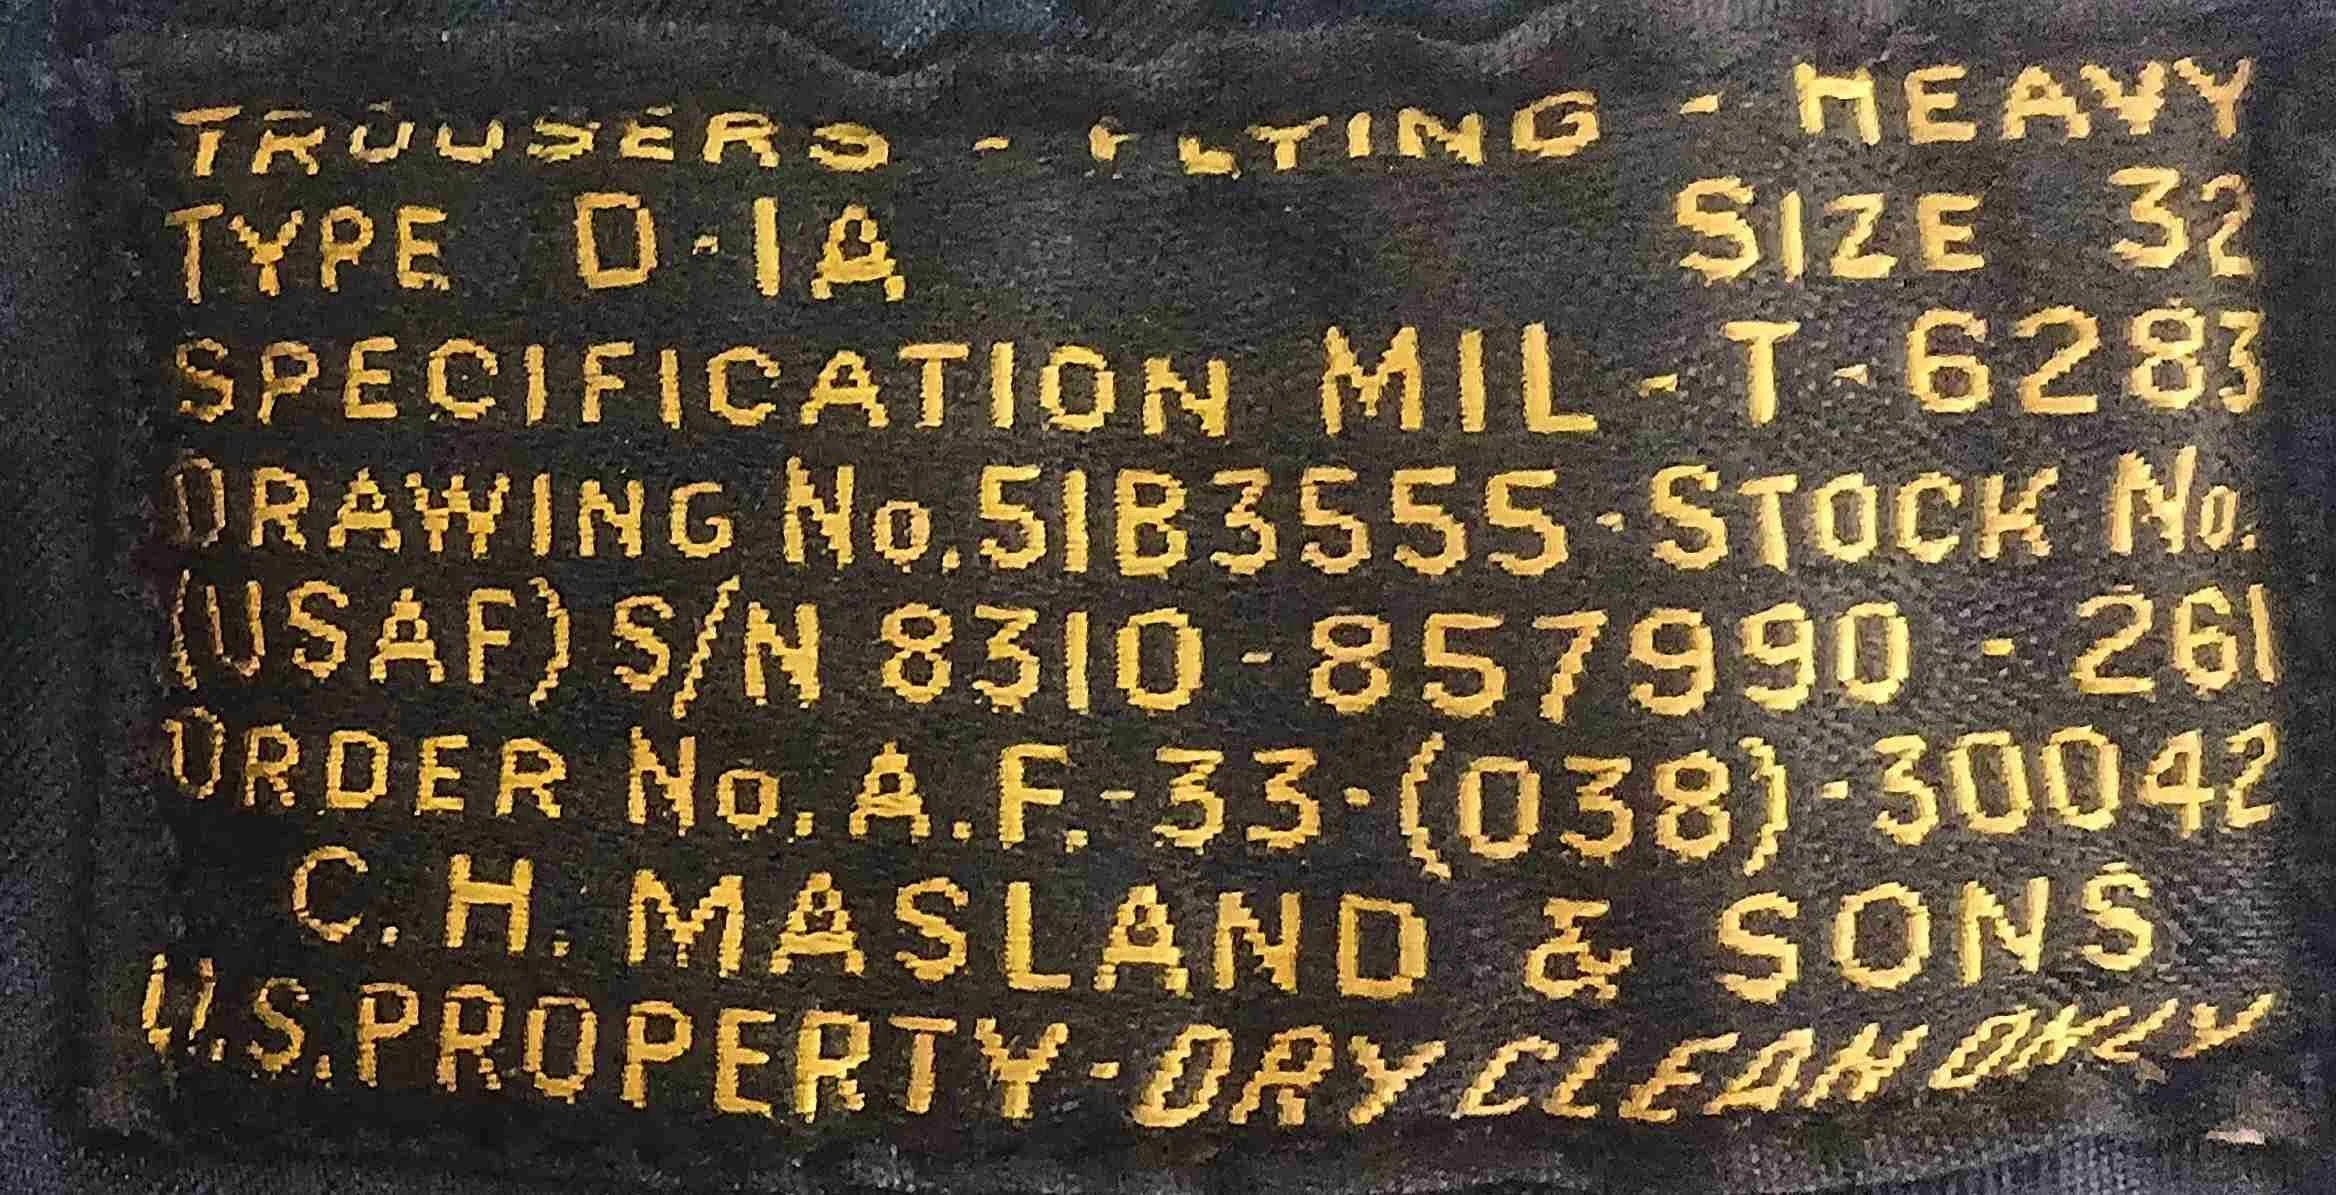 TROUSERS - FLYING - HEAVY
TYPE D-1A SIZE 32
SPECIFICATION MIL-T-6283
DRAWING No. 51B3555-STOCK No.
(USAF) S/N 8310-857990-261
ORDER No. A.F.-33-(038)-30042
C.H. MASLAND & SONS
U.S. PROPERTY-DRY CLEAN ONLY